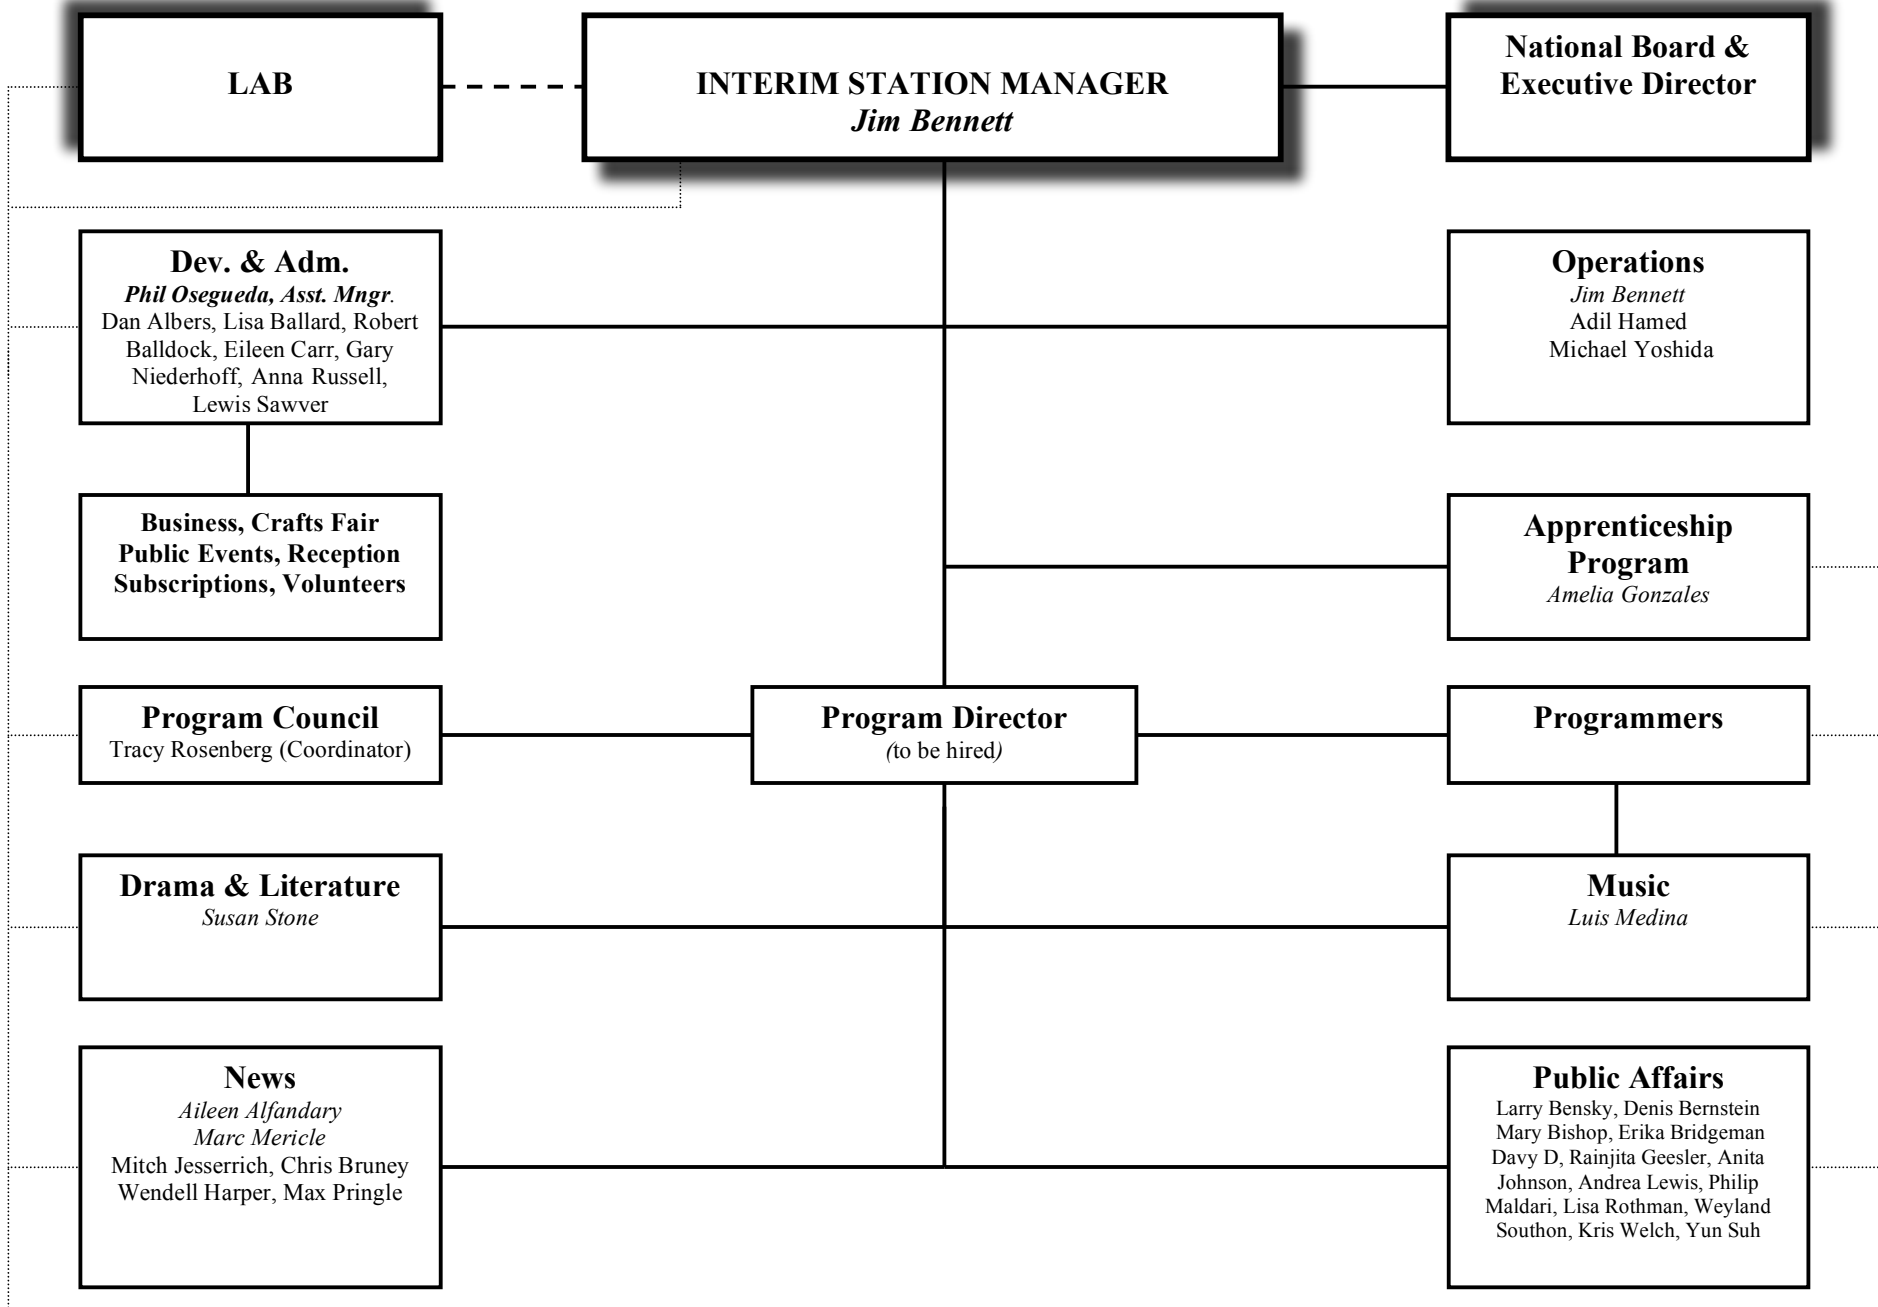 LAB
INTERIM STATION MANAGER
Jim Bennett
National Board &
Executive Director
Dev. & Adm.
Phil Osegueda, Asst. Mngr.
Dan Albers, Lisa Ballard, Robert
Balldock, Eileen Carr, Gary
Niederhoff, Anna Russell,
Lewis Sawyer
Operations
Jim Bennett
Adil Hamed
Michael Yoshida
Business, Crafts Fair
Public Events, Reception
Subscriptions, Volunteers
Apprenticeship
Program
Amelia Gonzales
Program Council
Tracy Rosenberg (Coordinator)
Program Director
(to be hired)
Programmers
Drama & Literature
Susan Stone
Music
Luis Medina
News
Aileen Alfandary
Marc Mericle
Mitch Jesserrich, Chris Bruney
Wendell Harper, Max Pringle
Public Affairs
Larry Bensky, Denis Bernstein
Mary Bishop, Erika Bridgeman
Davy D, Rainjita Geesler, Anita
Johnson, Andrea Lewis, Philip
Maldari, Lisa Rothman, Weyland
Southon, Kris Welch, Yun Suh